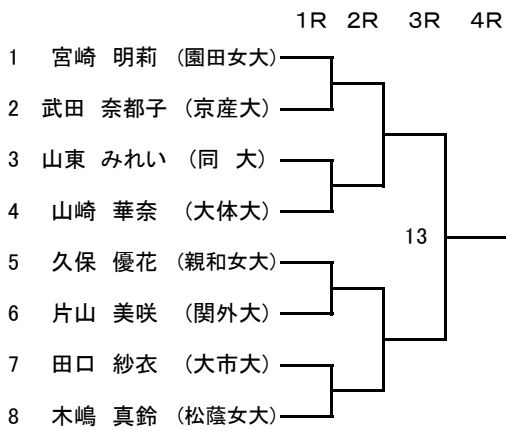 1R 2R 3R 4R
1 宮崎 明莉 (園田女大)
2 武田 奈都子 (京産大)
3 山東 みれい (同 大)
4 山崎 華奈 (大体大)
13
5 久保 優花 (親和女大)
6 片山 美咲 (関外大)
7 田口 紗衣 (大市大)
8 木嶋 真鈴 (松蔭女大)